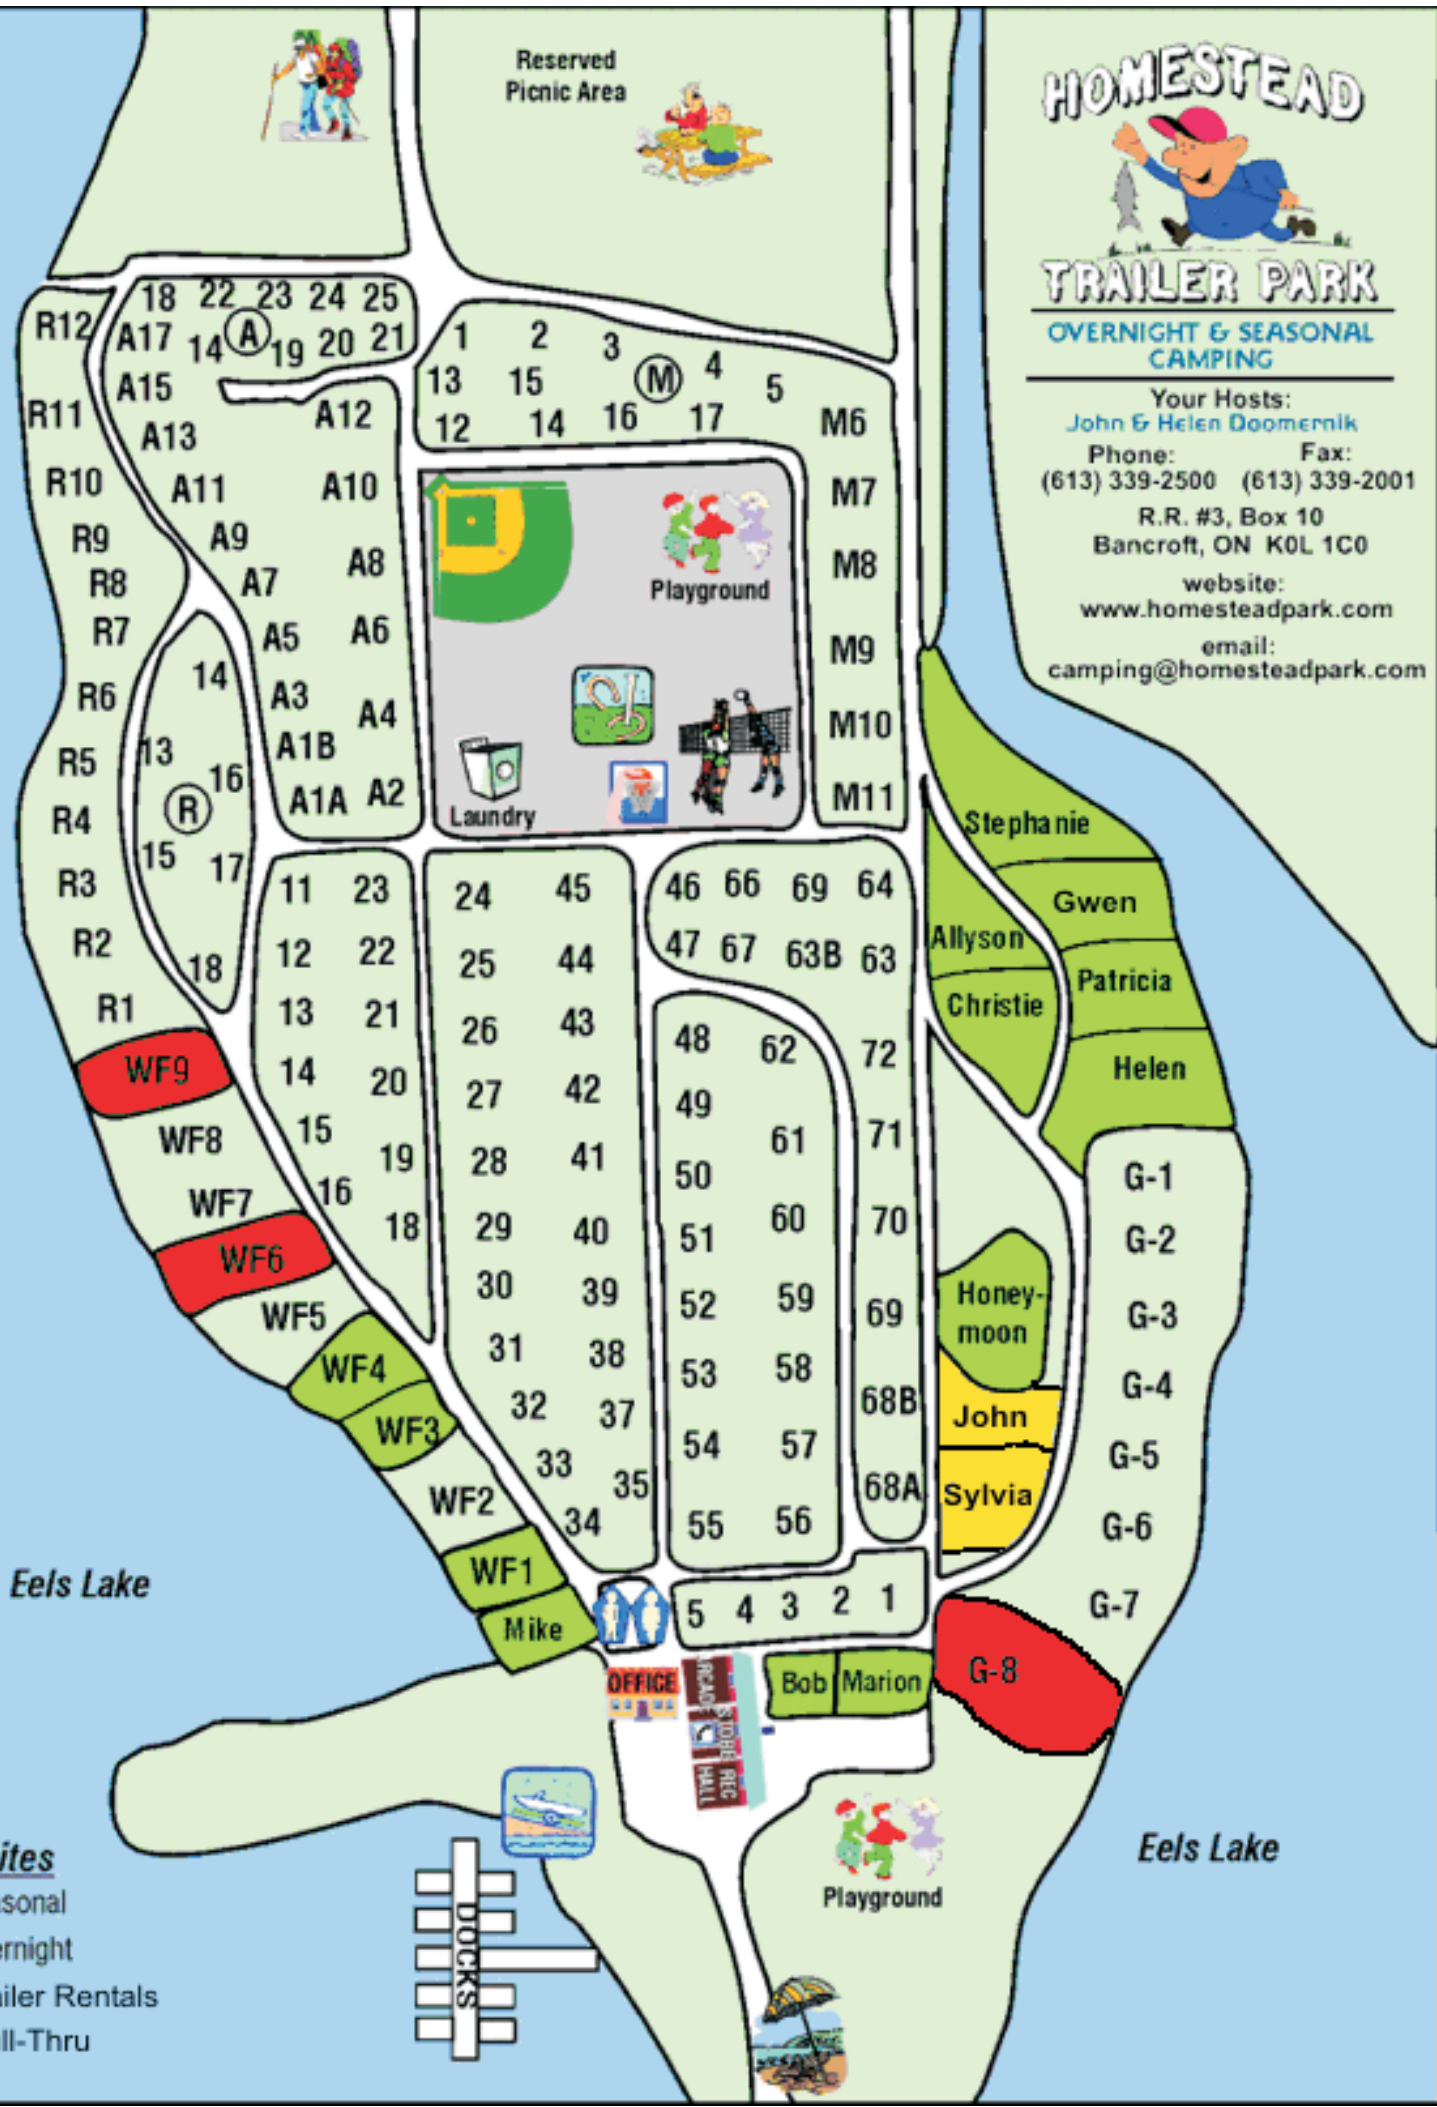 Reserved
Picnic Area
HOMESTEAD
TRAILER PARK
OVERNIGHT & SEASONAL
CAMPING
Your Hosts:
John & Helen Doomernik
Phone: Fax:
(613) 339-2500 (613) 339-2001
R.R. #3, Box 10
Bancroft, ON K0L 1C0
website:
www.homesteadpark.com
email:
camping@homesteadpark.com
18 22 23 24 25
R12 A17 14 A 19 20 21
A15
R11 A13 A12
R10 A11 A10
R9 A9
R8 A7 A8
R7 A5 A6
R6 A3 A4
R5 A1B
R4 A1A A2
R3
R2
R1
14
13
16
R
15
17
18
1 2 3 M 4 5
13 15
12 14 16 17
M6
M7
M8
M9
M10
M11
Playground
Laundry
Stephanie
Gwen
Allyson
Patricia
Christie
Helen
11 23
12 22
13 21
14 20
15 19
16 18
24 45
25 44
26 43
27 42
28 41
29 40
30 39
31 38
32 37
33 35
34
46 66 69 64
47 67 63B 63
48 62
49 61
50 60
51 59
52 58
53 57
54 56
55
72
71
70
69
68B
68A
WF9
WF8
WF7
WF6
WF5
WF4
WF3
WF2
WF1
Mike
Honey-
moon
John
Sylvia
G-1
G-2
G-3
G-4
G-5
G-6
G-7
G-8
5 4 3 2 1
Bob Marion
OFFICE
ARCADE
STORE REC
HALL
Eels Lake
Eels Lake
Playground
DOCKS
ites
asonal
ernight
ailer Rentals
ll-Thru